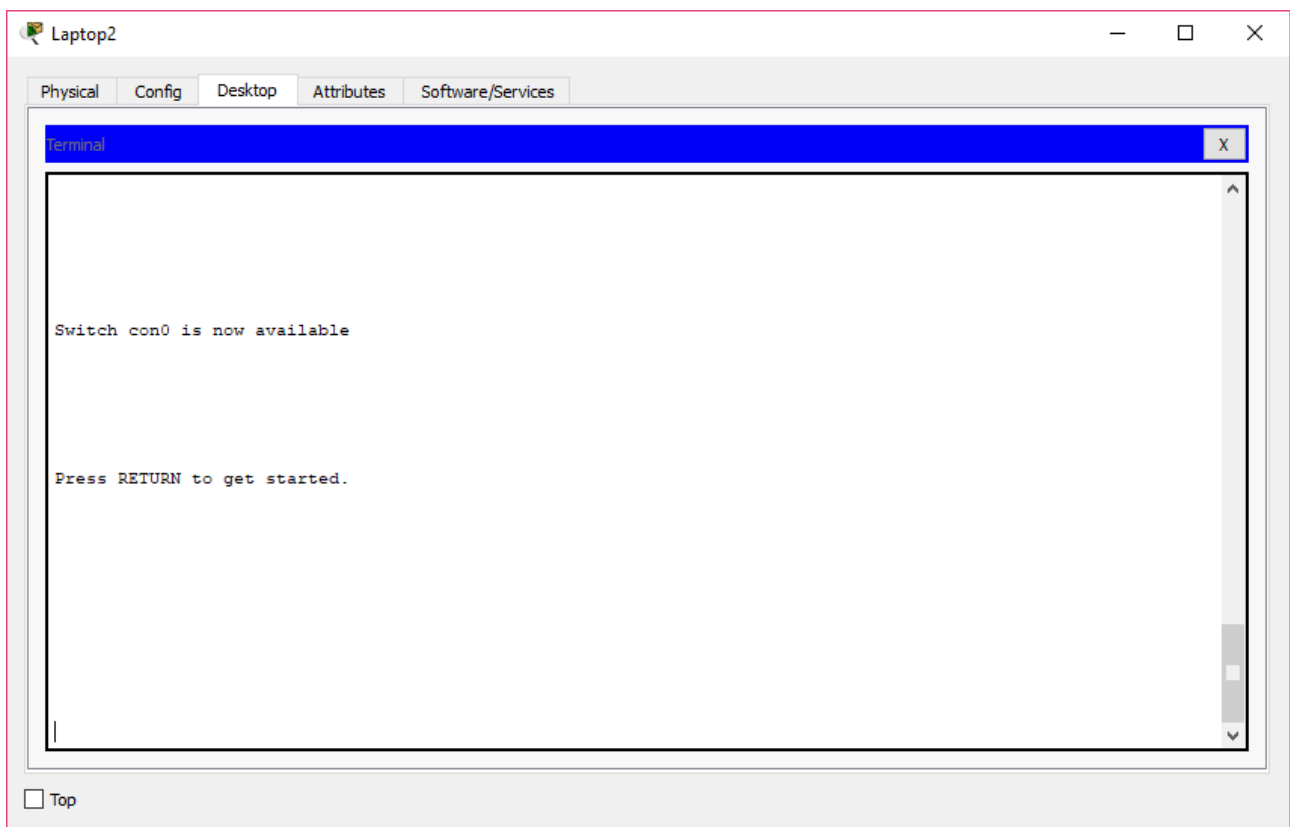 Laptop2
Physical Config Desktop Attributes Software/Services
Terminal X
Switch con0 is now available
Press RETURN to get started.
Top